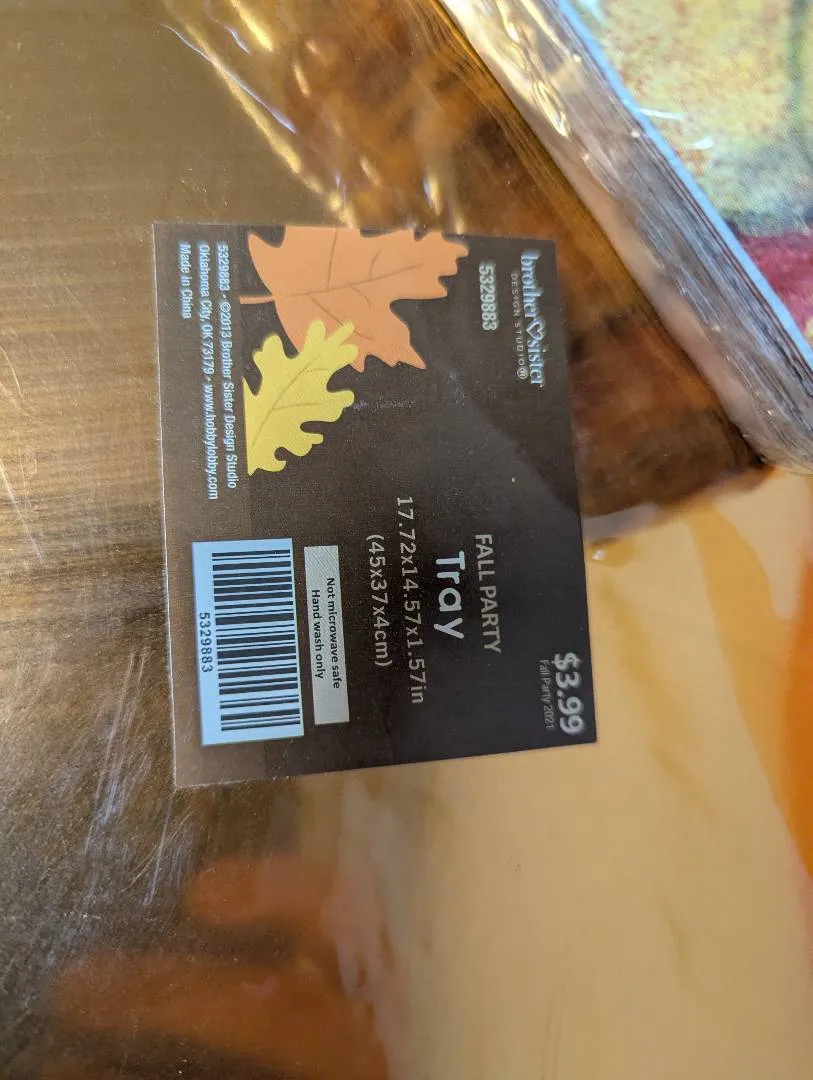 brother♡sister
DESIGN STUDIO®
5329883
$3.99
Fall Party 2021
FALL PARTY
Tray
17.72x14.57x1.57in
(45x37x4cm)
Not microwave safe
Hand wash only
5329883 • ©2013 Brother Sister Design Studio
Oklahoma City, OK 73179 • www.hobbylobby.com
Made in China
5329883